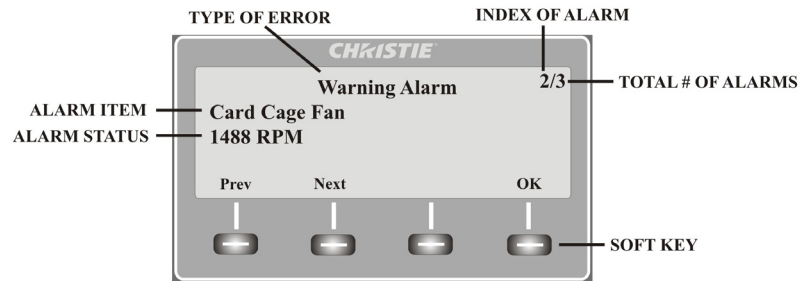 TYPE OF ERROR
INDEX OF ALARM
CHRISTIE
Warning Alarm
2/3
TOTAL # OF ALARMS
ALARM ITEM
Card Cage Fan
ALARM STATUS
1488 RPM
Prev Next OK
SOFT KEY